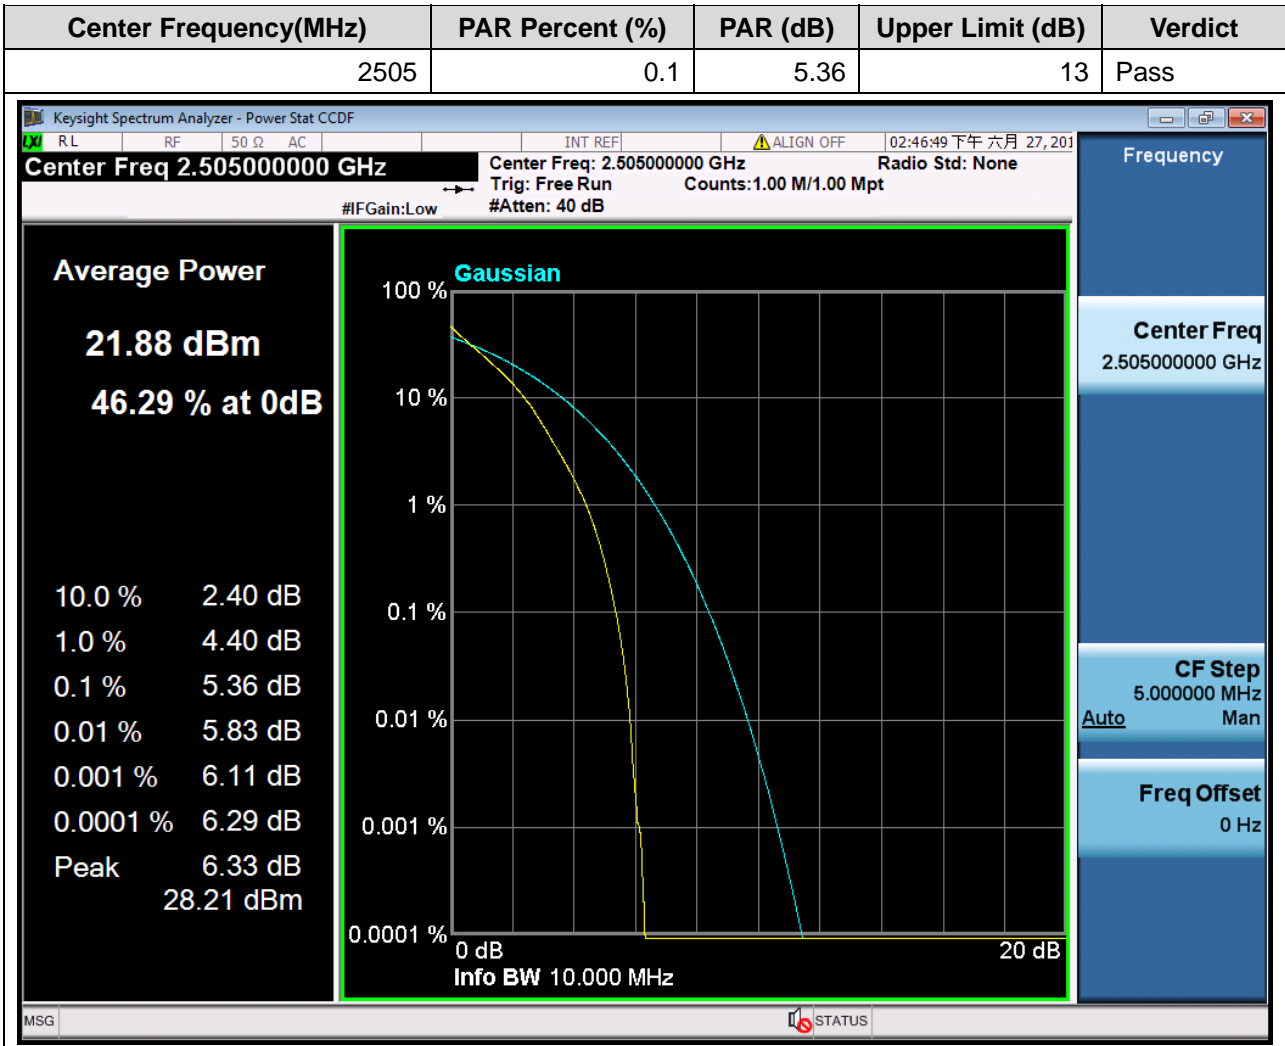 Center Frequency(MHz) PAR Percent (%) PAR (dB) Upper Limit (dB) Verdict
2505 0.1 5.36 13 Pass
Keysight Spectrum Analyzer - Power Stat CCDF
LXI RL RF 50 Ω AC INT REF ALIGN OFF 02:46:49 下午 六月 27, 201
Center Freq 2.505000000 GHz
#IFGain:Low
Center Freq: 2.505000000 GHz Radio Std: None
Trig: Free Run Counts:1.00 M/1.00 Mpt
#Atten: 40 dB
Average Power
21.88 dBm
46.29 % at 0dB
10.0 % 2.40 dB
1.0 % 4.40 dB
0.1 % 5.36 dB
0.01 % 5.83 dB
0.001 % 6.11 dB
0.0001 % 6.29 dB
Peak 6.33 dB
28.21 dBm
Gaussian
100 %
10 %
1 %
0.1 %
0.01 %
0.001 %
0.0001 %
0 dB 20 dB
Info BW 10.000 MHz
Frequency
Center Freq
2.505000000 GHz
CF Step
5.000000 MHz
Auto Man
Freq Offset
0 Hz
MSG STATUS